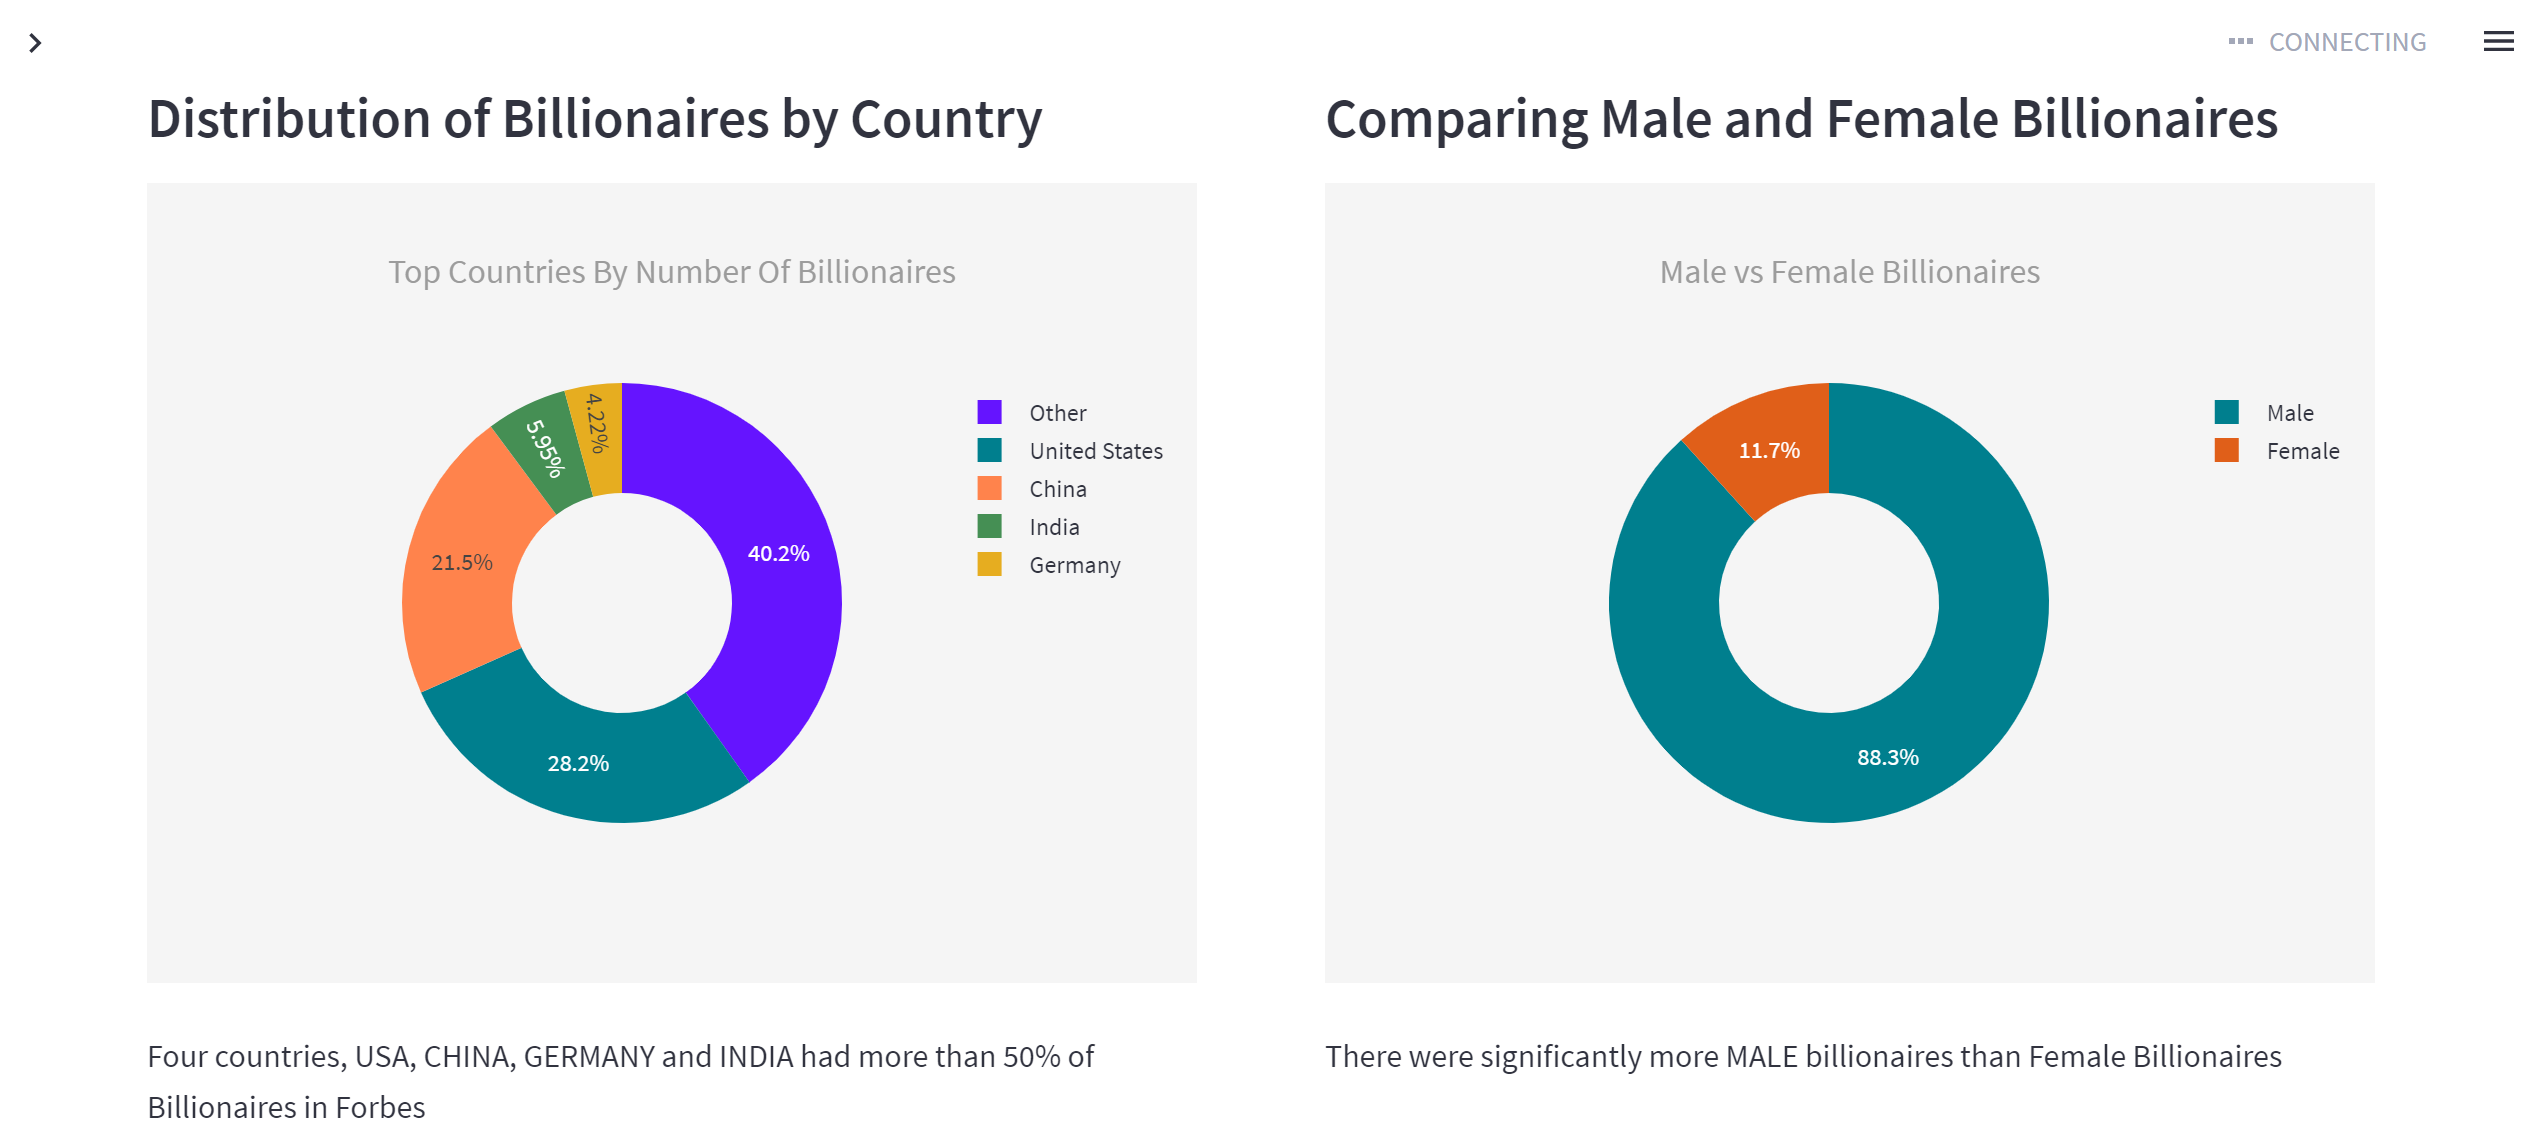 CONNECTING
Distribution of Billionaires by Country
Top Countries By Number Of Billionaires
4.22%
5.95%
40.2%
21.5%
28.2%
Other
United States
China
India
Germany
Four countries, USA, CHINA, GERMANY and INDIA had more than 50% of
Billionaires in Forbes
Comparing Male and Female Billionaires
Male vs Female Billionaires
11.7%
88.3%
Male
Female
There were significantly more MALE billionaires than Female Billionaires